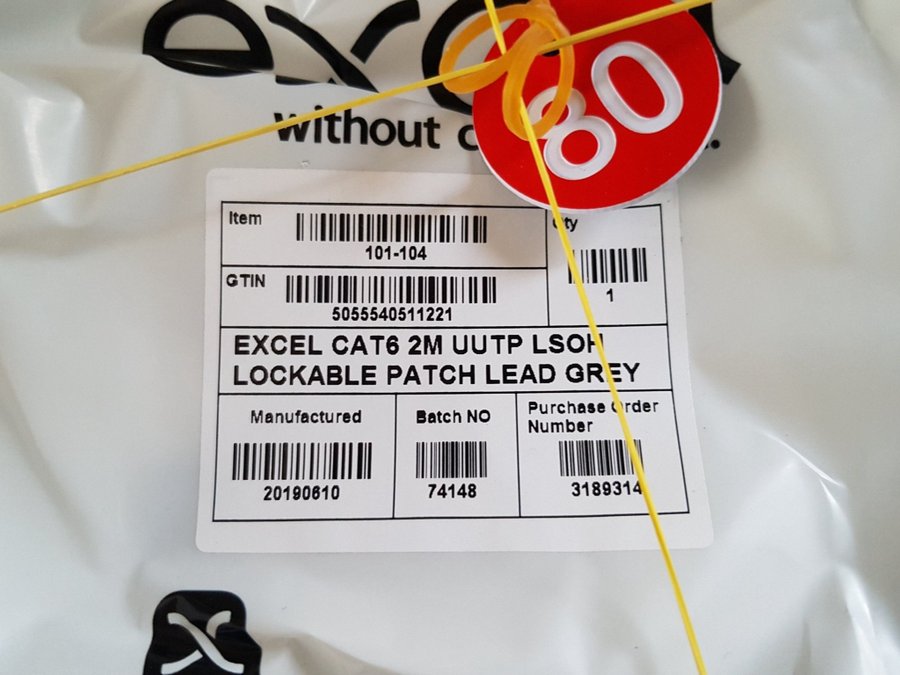 without
80
Item
101-104
Qty
1
GTIN
5055540511221
EXCEL CAT6 2M UUTP LSOH
LOCKABLE PATCH LEAD GREY
Manufactured
20190610
Batch NO
74148
Purchase Order
Number
3189314